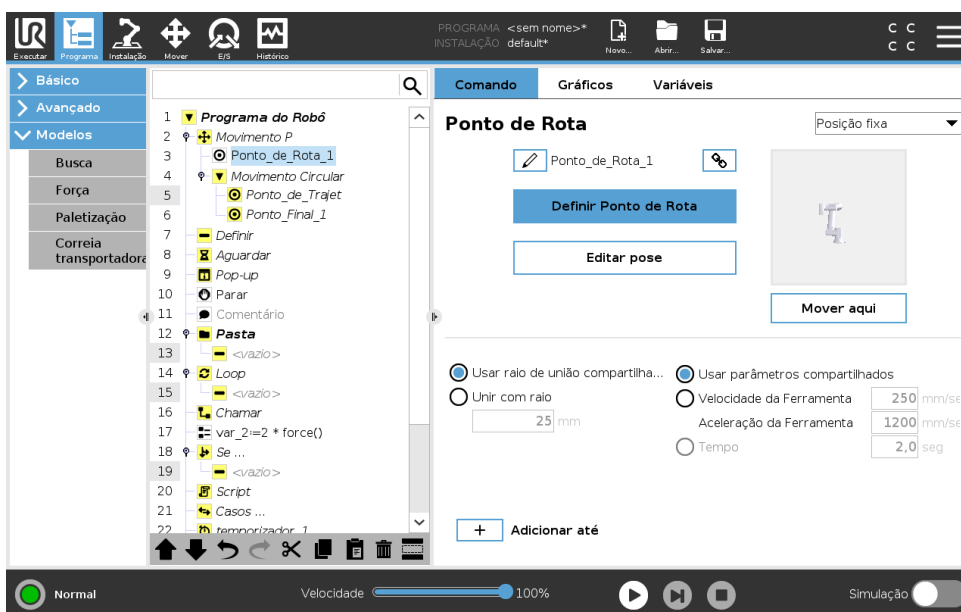 PROGRAMA <sem nome>*
INSTALAÇÃO default*
Executar Programa Instalação Mover E/S Histórico Novo... Abrir... Salvar...
C C
C C
Básico
Avançado
Modelos
Busca
Força
Paletização
Correia
transportadora
1 Programa do Robô
2 Movimento P
3 Ponto_de_Rota_1
4 Movimento Circular
5 Ponto_de_Trajet
6 Ponto_Final_1
7 Definir
8 Aguardar
9 Pop-up
10 Parar
11 Comentário
12 Pasta
13 <vazio>
14 Loop
15 <vazio>
16 Chamar
17 var_2:=2 * force()
18 Se ...
19 <vazio>
20 Script
21 Casos ...
22 temporizador_1
Comando Gráficos Variáveis
Ponto de Rota
Posição fixa
Ponto_de_Rota_1
Definir Ponto de Rota
Editar pose
Mover aqui
Usar raio de união compartilha...
Unir com raio
25 mm
Usar parâmetros compartilhados
Velocidade da Ferramenta 250 mm/se
Aceleração da Ferramenta 1200 mm/se
Tempo 2,0 seg
+ Adicionar até
Normal
Velocidade 100%
Simulação